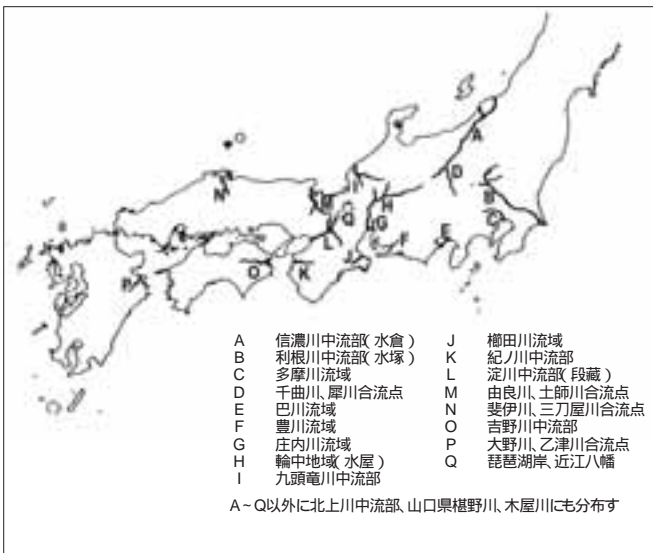 A 信濃川中流部(水倉)
B 利根川中流部(水塚)
C 多摩川流域
D 千曲川、犀川合流点
E 巴川流域
F 豊川流域
G 庄内川流域
H 輪中地域(水屋)
I 九頭竜川中流部
J 櫛田川流域
K 紀ノ川中流部
L 淀川中流部(段蔵)
M 由良川、土師川合流点
N 斐伊川、三刀屋川合流点
O 吉野川中流部
P 大野川、乙津川合流点
Q 琵琶湖岸、近江八幡
A~Q以外に北上川中流部、山口県椹野川、木屋川にも分布す
A
D
B
C
I
H
M
Q
G
N
L
F
E
J
O
K
P